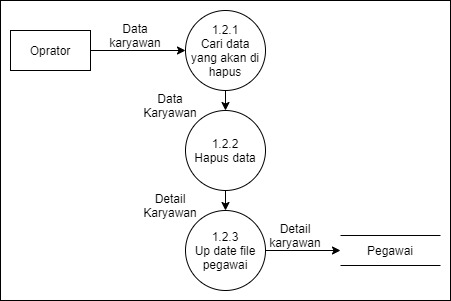 Data
karyawan
Oprator
1.2.1
Cari data
yang akan di
hapus
Data
Karyawan
1.2.2
Hapus data
Detail
Karyawan
1.2.3
Up date file
pegawai
Detail
karyawan
Pegawai